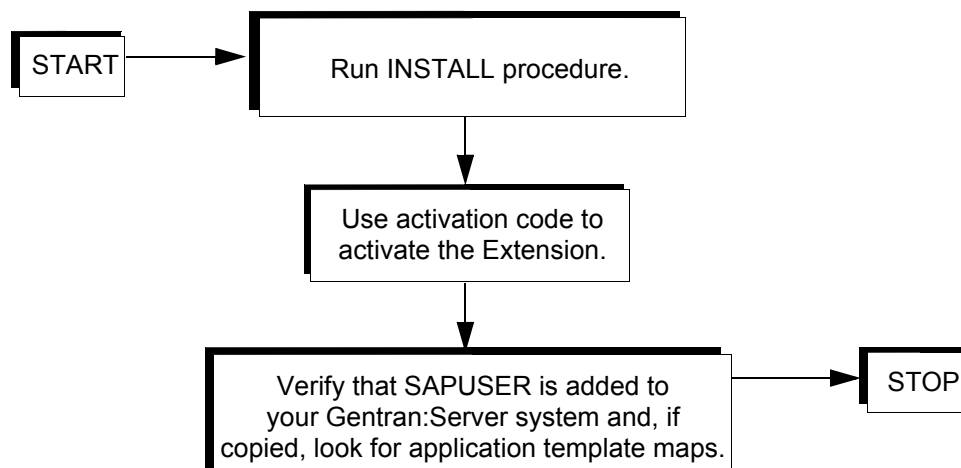 START
Run INSTALL procedure.
Use activation code to
activate the Extension.
Verify that SAPUSER is added to
your Gentran:Server system and, if
copied, look for application template maps.
STOP